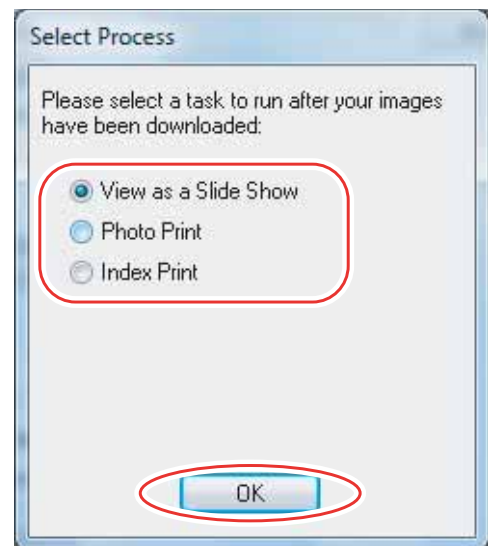 Select Process
Please select a task to run after your images
have been downloaded:
View as a Slide Show
Photo Print
Index Print
OK